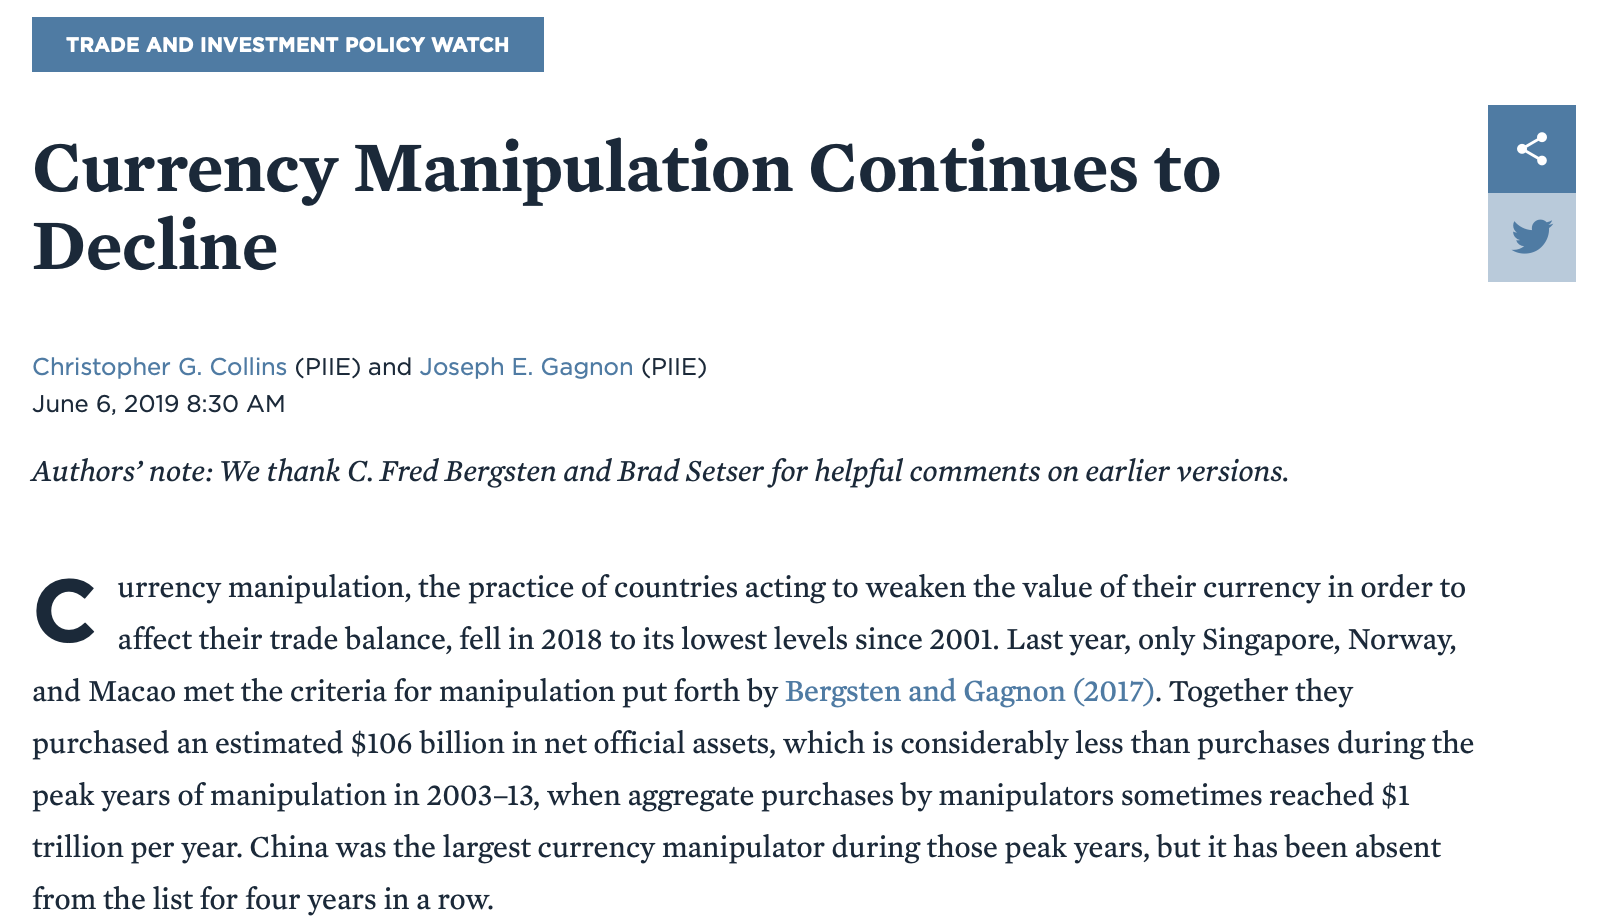 TRADE AND INVESTMENT POLICY WATCH
Currency Manipulation Continues to
Decline
Christopher G. Collins (PIIE) and Joseph E. Gagnon (PIIE)
June 6, 2019 8:30 AM
Authors’ note: We thank C. Fred Bergsten and Brad Setser for helpful comments on earlier versions.
Currency manipulation, the practice of countries acting to weaken the value of their currency in order to
affect their trade balance, fell in 2018 to its lowest levels since 2001. Last year, only Singapore, Norway,
and Macao met the criteria for manipulation put forth by Bergsten and Gagnon (2017). Together they
purchased an estimated $106 billion in net official assets, which is considerably less than purchases during the
peak years of manipulation in 2003–13, when aggregate purchases by manipulators sometimes reached $1
trillion per year. China was the largest currency manipulator during those peak years, but it has been absent
from the list for four years in a row.